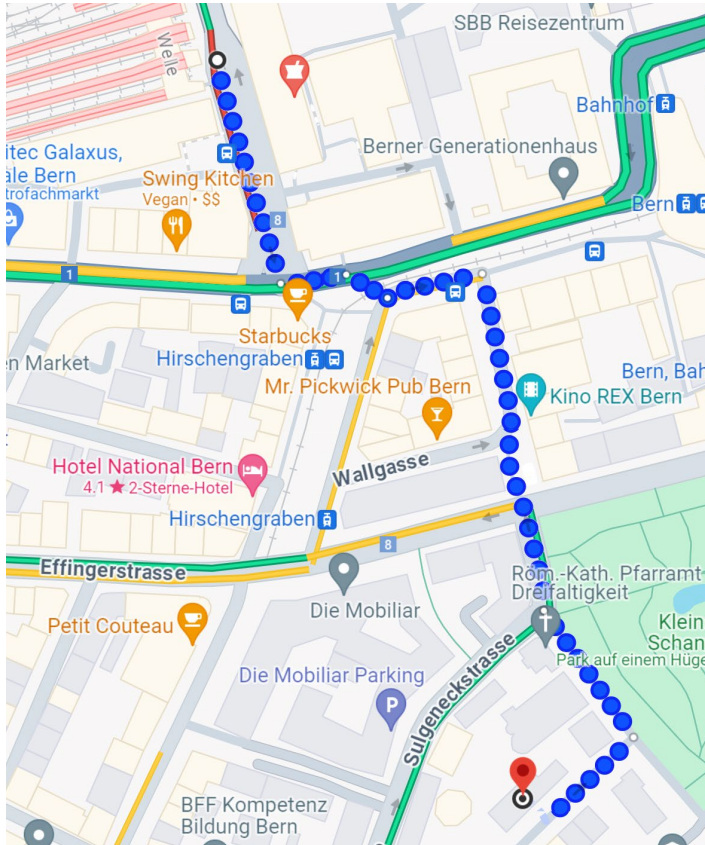 SBB Reisezentrum
Welle
Bahnhof
itec Galaxus,
ale Bern
trofachmarkt
Berner Generationenhaus
Swing Kitchen
Vegan • $$
Bern
8
1
1
Starbucks
Hirschengraben
en Market
Bern, Bah
Mr. Pickwick Pub Bern
Kino REX Bern
Wallgasse
Hotel National Bern
4.1 ★ 2-Sterne-Hotel
Hirschengraben
8
Effingerstrasse
Röm.-Kath. Pfarramt
Dreifaltigkeit
Die Mobiliar
Petit Couteau
Klein
Schan
Park auf einem Hüge
Die Mobiliar Parking
P
Sulgeneckstrasse
BFF Kompetenz
Bildung Bern